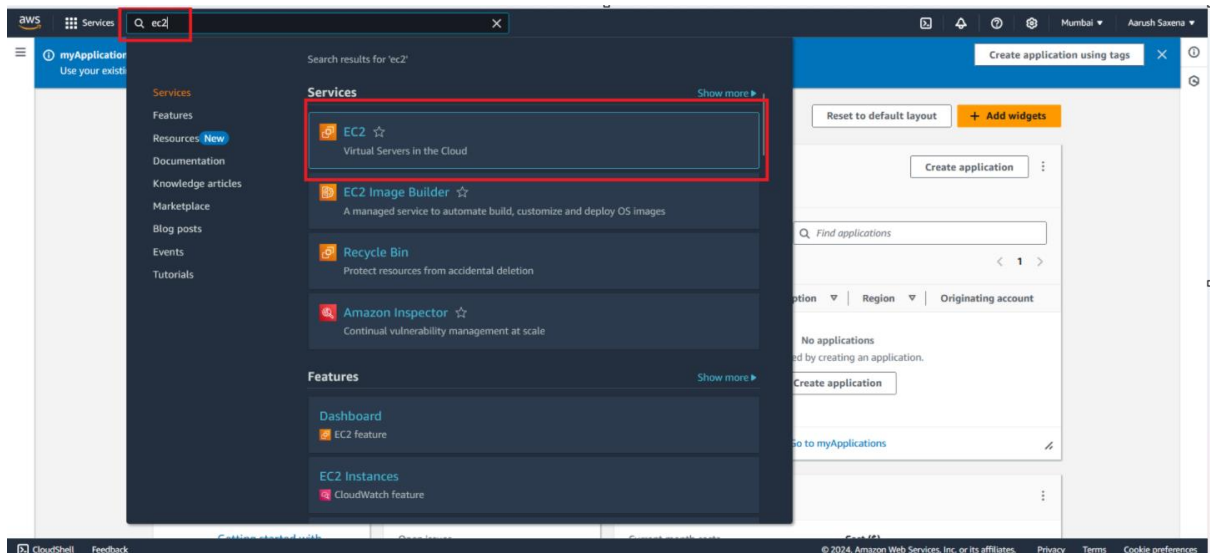 aws Services ec2 Mumbai Aarush Saxena
myApplication
Use your existi
Create application using tags
Search results for 'ec2'
Services
Features
Resources New
Documentation
Knowledge articles
Marketplace
Blog posts
Events
Tutorials
Services
Show more
EC2
Virtual Servers in the Cloud
EC2 Image Builder
A managed service to automate build, customize and deploy OS images
Recycle Bin
Protect resources from accidental deletion
Amazon Inspector
Continual vulnerability management at scale
Features
Show more
Dashboard
EC2 feature
EC2 Instances
CloudWatch feature
Reset to default layout
+ Add widgets
Create application
Find applications
1
ption Region Originating account
No applications
ed by creating an application.
Create application
Go to myApplications
CloudShell Feedback
© 2024, Amazon Web Services, Inc. or its affiliates. Privacy Terms Cookie preferences